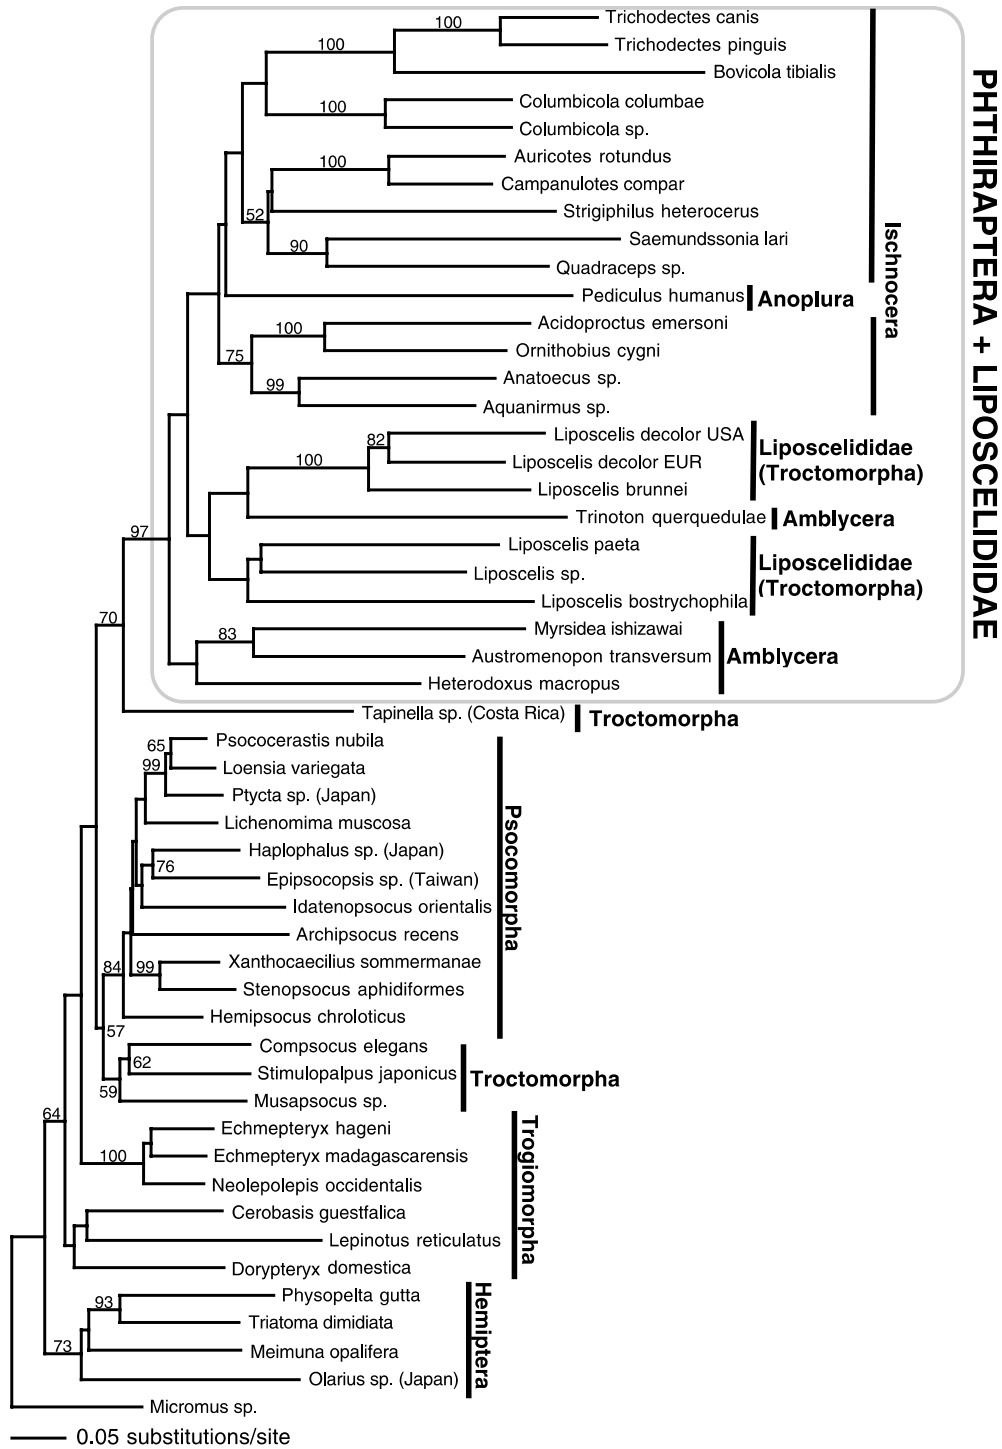 100
Trichodectes canis
100
Trichodectes pinguis
Bovicola tibialis
100
Columbicola columbae
Columbicola sp.
100
Auricotes rotundus
Campanulotes compar
52
Strigiphilus heterocerus
90
Saemundssonia lari
Quadraceps sp.
Ischnocera
Pediculus humanus
Anoplura
100
Acidoproctus emersoni
Ornithobius cygni
75
99
Anatoecus sp.
Aquanirmus sp.
82
Liposcelis decolor USA
100
Liposcelis decolor EUR
Liposcelis brunnei
Liposcelididae
(Troctomorpha)
Trinoton querquedulae
Amblycera
97
Liposcelis paeta
Liposcelis sp.
Liposcelis bostrychophila
Liposcelididae
(Troctomorpha)
PHTHIRAPTERA + LIPOSCELIDIDAE
70
83
Myrsidea ishizawai
Austromenopon transversum
Heterodoxus macropus
Amblycera
Tapinella sp. (Costa Rica)
Troctomorpha
65
Psococerastis nubila
99
Loensia variegata
Ptycta sp. (Japan)
Lichenomima muscosa
Haplophalus sp. (Japan)
76
Epipsocopsis sp. (Taiwan)
Idatenopsocus orientalis
Archipsocus recens
84
99
Xanthocaecilius sommermanae
Stenopsocus aphidiformes
Hemipsocus chroloticus
Psocomorpha
57
Compsocus elegans
62
Stimulopalpus japonicus
59
Musapsocus sp.
Troctomorpha
64
Echmepteryx hageni
100
Echmepteryx madagascarensis
Neolepolepis occidentalis
Cerobasis guestfalica
Lepinotus reticulatus
Dorypteryx domestica
Trogiomorpha
93
Physopelta gutta
Triatoma dimidiata
73
Meimuna opalifera
Olarius sp. (Japan)
Hemiptera
Micromus sp.
0.05 substitutions/site